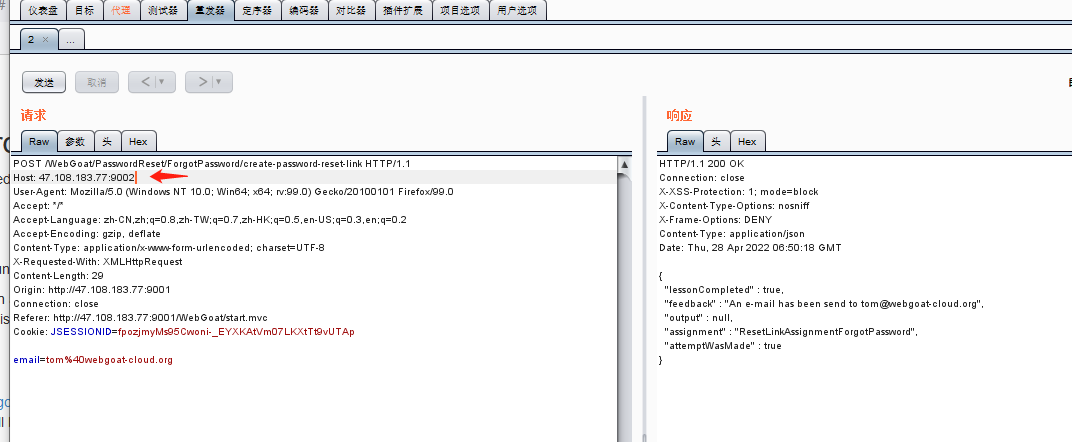 仪表盘 目标 代理 测试器 重发器 定序器 编码器 对比器 插件扩展 项目选项 用户选项
2 × ...
发送 取消 < ▼ > ▼
请求
Raw 参数 头 Hex
POST /WebGoat/PasswordReset/ForgotPassword/create-password-reset-link HTTP/1.1
Host: 47.108.183.77:9002
User-Agent: Mozilla/5.0 (Windows NT 10.0; Win64; x64; rv:99.0) Gecko/20100101 Firefox/99.0
Accept: */*
Accept-Language: zh-CN,zh;q=0.8,zh-TW;q=0.7,zh-HK;q=0.5,en-US;q=0.3,en;q=0.2
Accept-Encoding: gzip, deflate
Content-Type: application/x-www-form-urlencoded; charset=UTF-8
X-Requested-With: XMLHttpRequest
Content-Length: 29
Origin: http://47.108.183.77:9001
Connection: close
Referer: http://47.108.183.77:9001/WebGoat/start.mvc
Cookie: JSESSIONID=fpozjmyMs95Cwoni-_EYXKAtVm07LKXtTt9vUTAp
email=tom%40webgoat-cloud.org
响应
Raw 头 Hex
HTTP/1.1 200 OK
Connection: close
X-XSS-Protection: 1; mode=block
X-Content-Type-Options: nosniff
X-Frame-Options: DENY
Content-Type: application/json
Date: Thu, 28 Apr 2022 06:50:18 GMT
{
"lessonCompleted" : true,
"feedback" : "An e-mail has been send to tom@webgoat-cloud.org",
"output" : null,
"assignment" : "ResetLinkAssignmentForgotPassword",
"attemptWasMade" : true
}